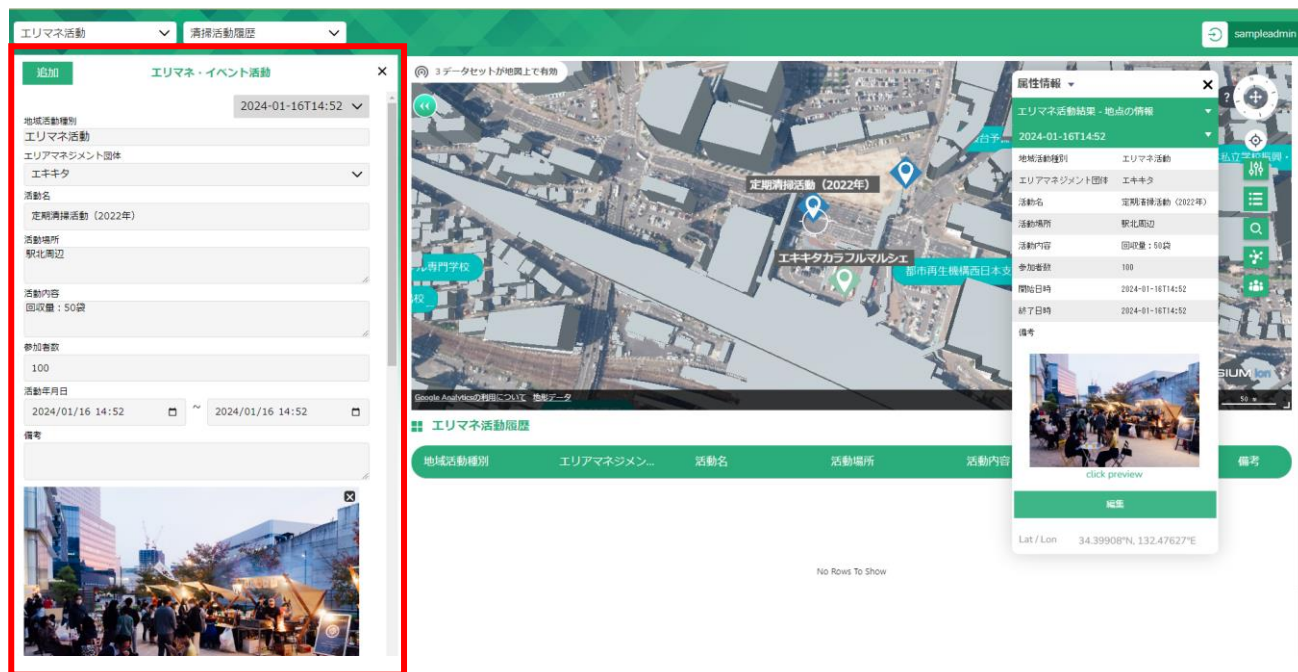 エリマネ活動
清掃活動履歴
sampleadmin
追加
エリマネ・イベント活動
2024-01-16T14:52
地域活動種別
エリマネ活動
エリアマネジメント団体
エキキタ
活動名
定期清掃活動（2022年）
活動場所
駅北周辺
活動内容
回収量：50袋
参加者数
100
活動年月日
2024/01/16 14:52
~
2024/01/16 14:52
備考
3データセットが地図上で有効
定期清掃活動（2022年）
エキキタカラフルマルシェ
ル専門学校
校
都市再生機構西日本支
台予
私立学校振興・
Google Analyticsの利用について 地形データ
SIUM ion
50 m
?
属性情報
エリマネ活動結果 - 地点の情報
2024-01-16T14:52
地域活動種別 エリマネ活動
エリアマネジメント団体 エキキタ
活動名 定期清掃活動（2022年）
活動場所 駅北周辺
活動内容 回収量：50袋
参加者数 100
開始日時 2024-01-16T14:52
終了日時 2024-01-16T14:52
備考
click preview
編集
Lat / Lon 34.39908°N, 132.47627°E
エリマネ活動履歴
地域活動種別 エリアマネジメン... 活動名 活動場所 活動内容 備考
No Rows To Show